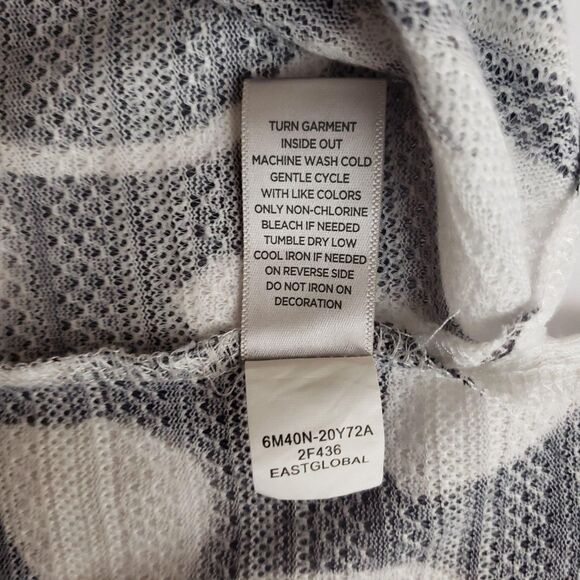 TURN GARMENT
INSIDE OUT
MACHINE WASH COLD
GENTLE CYCLE
WITH LIKE COLORS
ONLY NON-CHLORINE
BLEACH IF NEEDED
TUMBLE DRY LOW
COOL IRON IF NEEDED
ON REVERSE SIDE
DO NOT IRON ON
DECORATION
6M40N-20Y72A
2F436
EASTGLOBAL